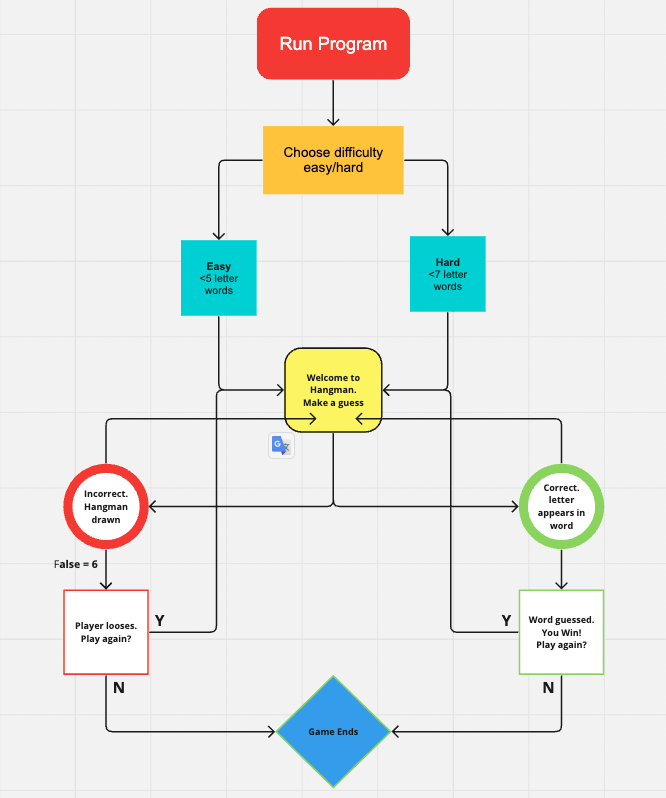 Run Program
Choose difficulty
easy/hard
Easy
<5 letter
words
Hard
<7 letter
words
Welcome to
Hangman.
Make a guess
G
Incorrect.
Hangman
drawn
Correct.
letter
appears in
word
False = 6
Player looses.
Play again?
Y
Y
Word guessed.
You Win!
Play again?
N
N
Game Ends